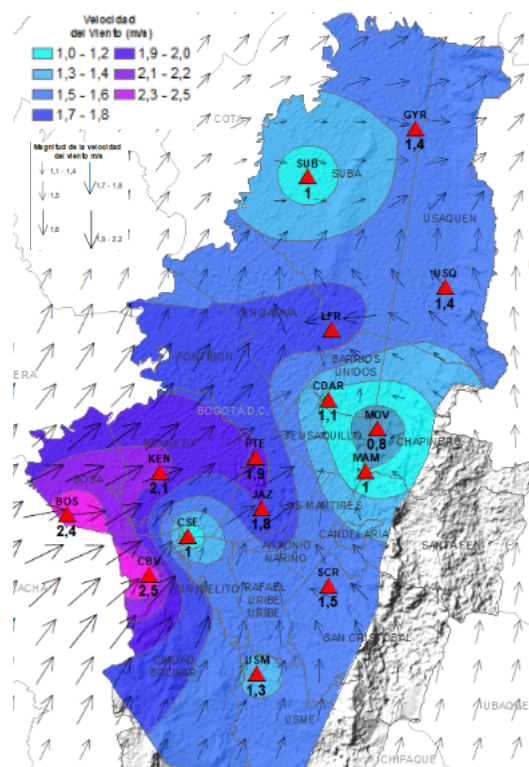 Velocidad
del Viento (m/s)
1,0 - 1,2
1,3 - 1,4
1,5 - 1,6
1,7 - 1,8
1,9 - 2,0
2,1 - 2,2
2,3 - 2,5
Magnitud de la velocidad
del viento m/s
1,1 - 1,4
1,5
1,6
1,7 - 1,8
1,9 - 2,2
COTA
GYR
1,4
SUB
1
SUBA
USAQUEN
USQ
1,4
LFR
ENGATIVA
FONTIBON
BARRIOS
UNIDOS
ERA
CDAR
1,1
BOGOTÁ D.C.
MOV
0,8
TEUSAQUILLO
CHAPINERO
PTE
1,9
KENNEDY
KEN
2,1
MAM
1
BOSA
BOS
2,4
JAZ
1,8
LOS MARTIRES
CSE
1
CANDELARIA
ANTONIO
NARIÑO
SANTA FE
CBV
2,5
ACHA
TUNJUELITO
RAFAEL
URIBE
URIBE
SCR
1,5
SAN CRISTOBAL
CIUDAD
BOLIVAR
USM
1,3
USME
UBAQUE
CHIPAQUE